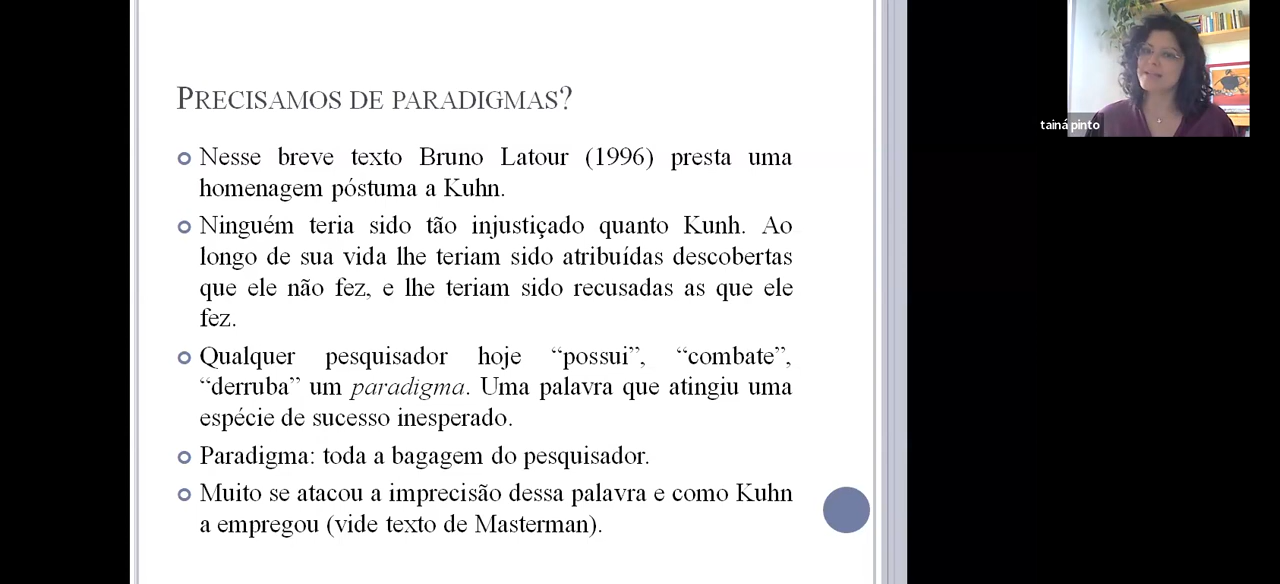 PRECISAMOS DE PARADIGMAS?
Nesse breve texto Bruno Latour (1996) presta uma
homenagem póstuma a Kuhn.
Ninguém teria sido tão injustiçado quanto Kunh. Ao
longo de sua vida lhe teriam sido atribuídas descobertas
que ele não fez, e lhe teriam sido recusadas as que ele
fez.
Qualquer pesquisador hoje “possui”, “combate”,
“derruba” um paradigma. Uma palavra que atingiu uma
espécie de sucesso inesperado.
Paradigma: toda a bagagem do pesquisador.
Muito se atacou a imprecisão dessa palavra e como Kuhn
a empregou (vide texto de Masterman).
tainá pinto